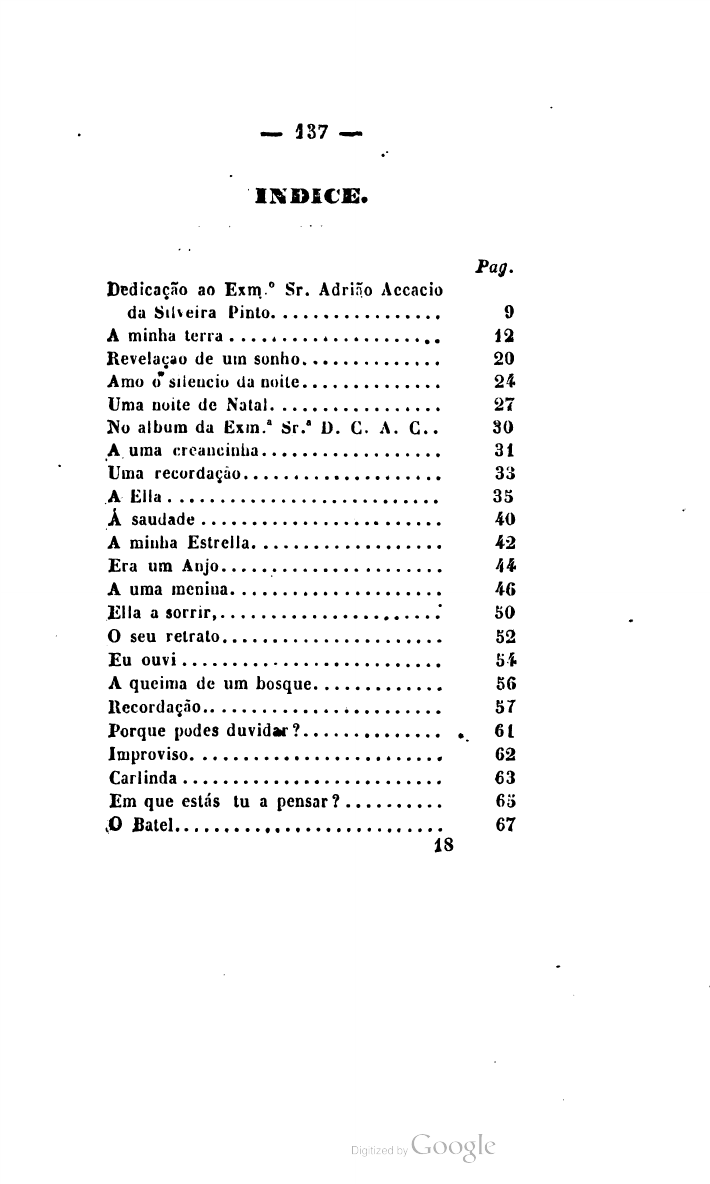 — 137 —
INDICE.
Pag.
Dedicação ao Exm.º Sr. Adrião Accacio
da Silveira Pinto................. 9
A minha terra...................... 12
Revelação de um sonho.............. 20
Amo o silencio da noite.............. 24
Uma noite de Natal................. 27
No album da Exm.ª Sr.ª D. C. A. C.. 30
A uma creancinha.................. 31
Uma recordação.................... 33
A Ella............................ 35
Á saudade......................... 40
A minha Estrella................... 42
Era um Anjo....................... 44
A uma menina...................... 46
Ella a sorrir,....................... 50
O seu retrato....................... 52
Eu ouvi........................... 54
A queima de um bosque............. 56
Recordação........................ 57
Porque podes duvidar?.............. 61
Improviso.......................... 62
Carlinda........................... 63
Em que estás tu a pensar?.......... 65
O Batel............................ 67
18
Digitized by Google